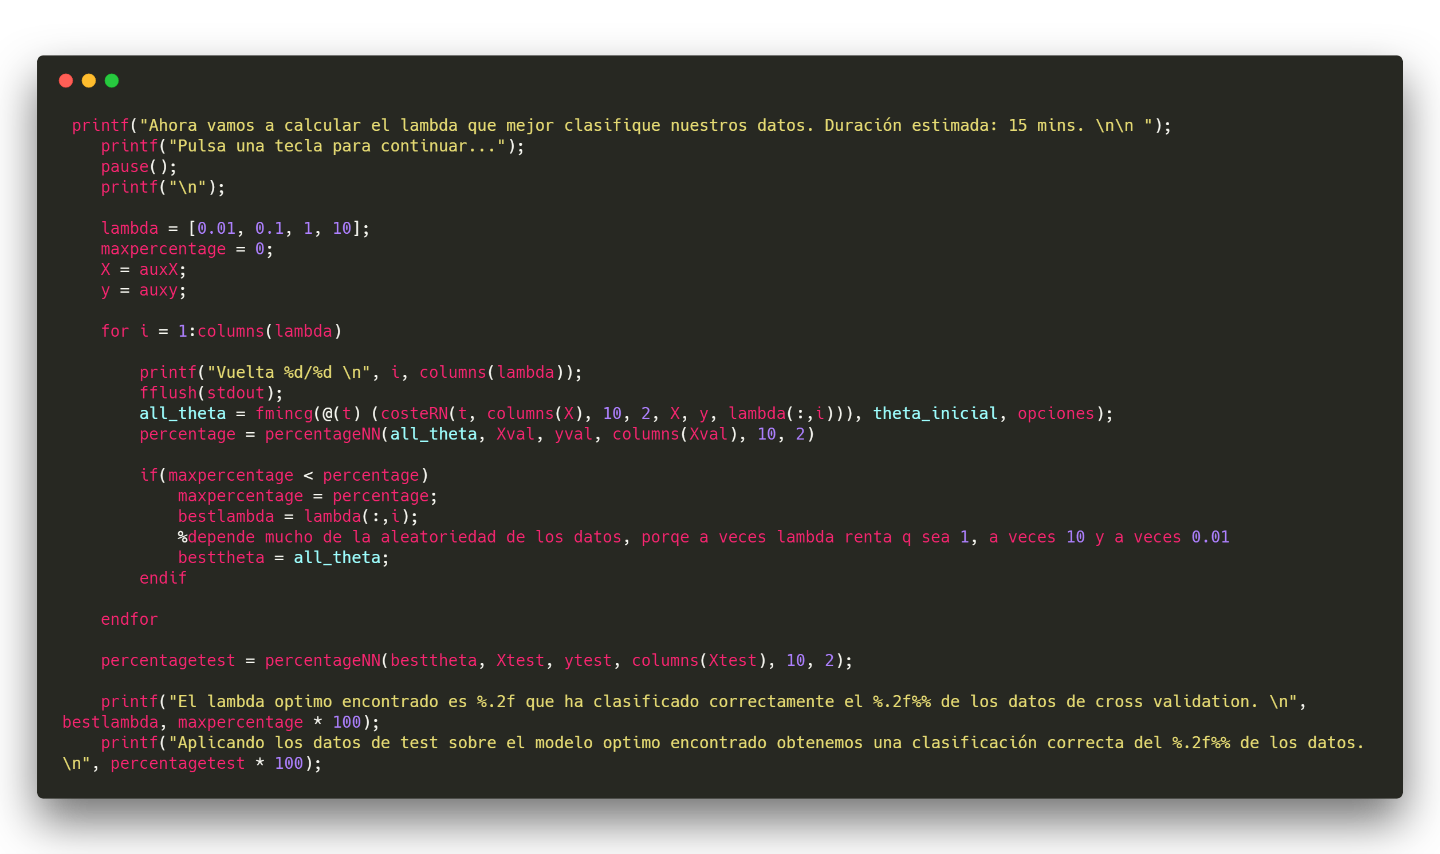 printf("Ahora vamos a calcular el lambda que mejor clasifique nuestros datos. Duración estimada: 15 mins. \n\n ");
printf("Pulsa una tecla para continuar...");
pause();
printf("\n");
lambda = [0.01, 0.1, 1, 10];
maxpercentage = 0;
X = auxX;
y = auxy;
for i = 1:columns(lambda)
printf("Vuelta %d/%d \n", i, columns(lambda));
fflush(stdout);
all_theta = fmincg(@(t) (costeRN(t, columns(X), 10, 2, X, y, lambda(:,i))), theta_inicial, opciones);
percentage = percentageNN(all_theta, Xval, yval, columns(Xval), 10, 2)
if(maxpercentage < percentage)
maxpercentage = percentage;
bestlambda = lambda(:,i);
%depende mucho de la aleatoriedad de los datos, porqe a veces lambda renta q sea 1, a veces 10 y a veces 0.01
besttheta = all_theta;
endif
endfor
percentagetest = percentageNN(besttheta, Xtest, ytest, columns(Xtest), 10, 2);
printf("El lambda optimo encontrado es %.2f que ha clasificado correctamente el %.2f%% de los datos de cross validation. \n",
bestlambda, maxpercentage * 100);
printf("Aplicando los datos de test sobre el modelo optimo encontrado obtenemos una clasificación correcta del %.2f%% de los datos.
\n", percentagetest * 100);